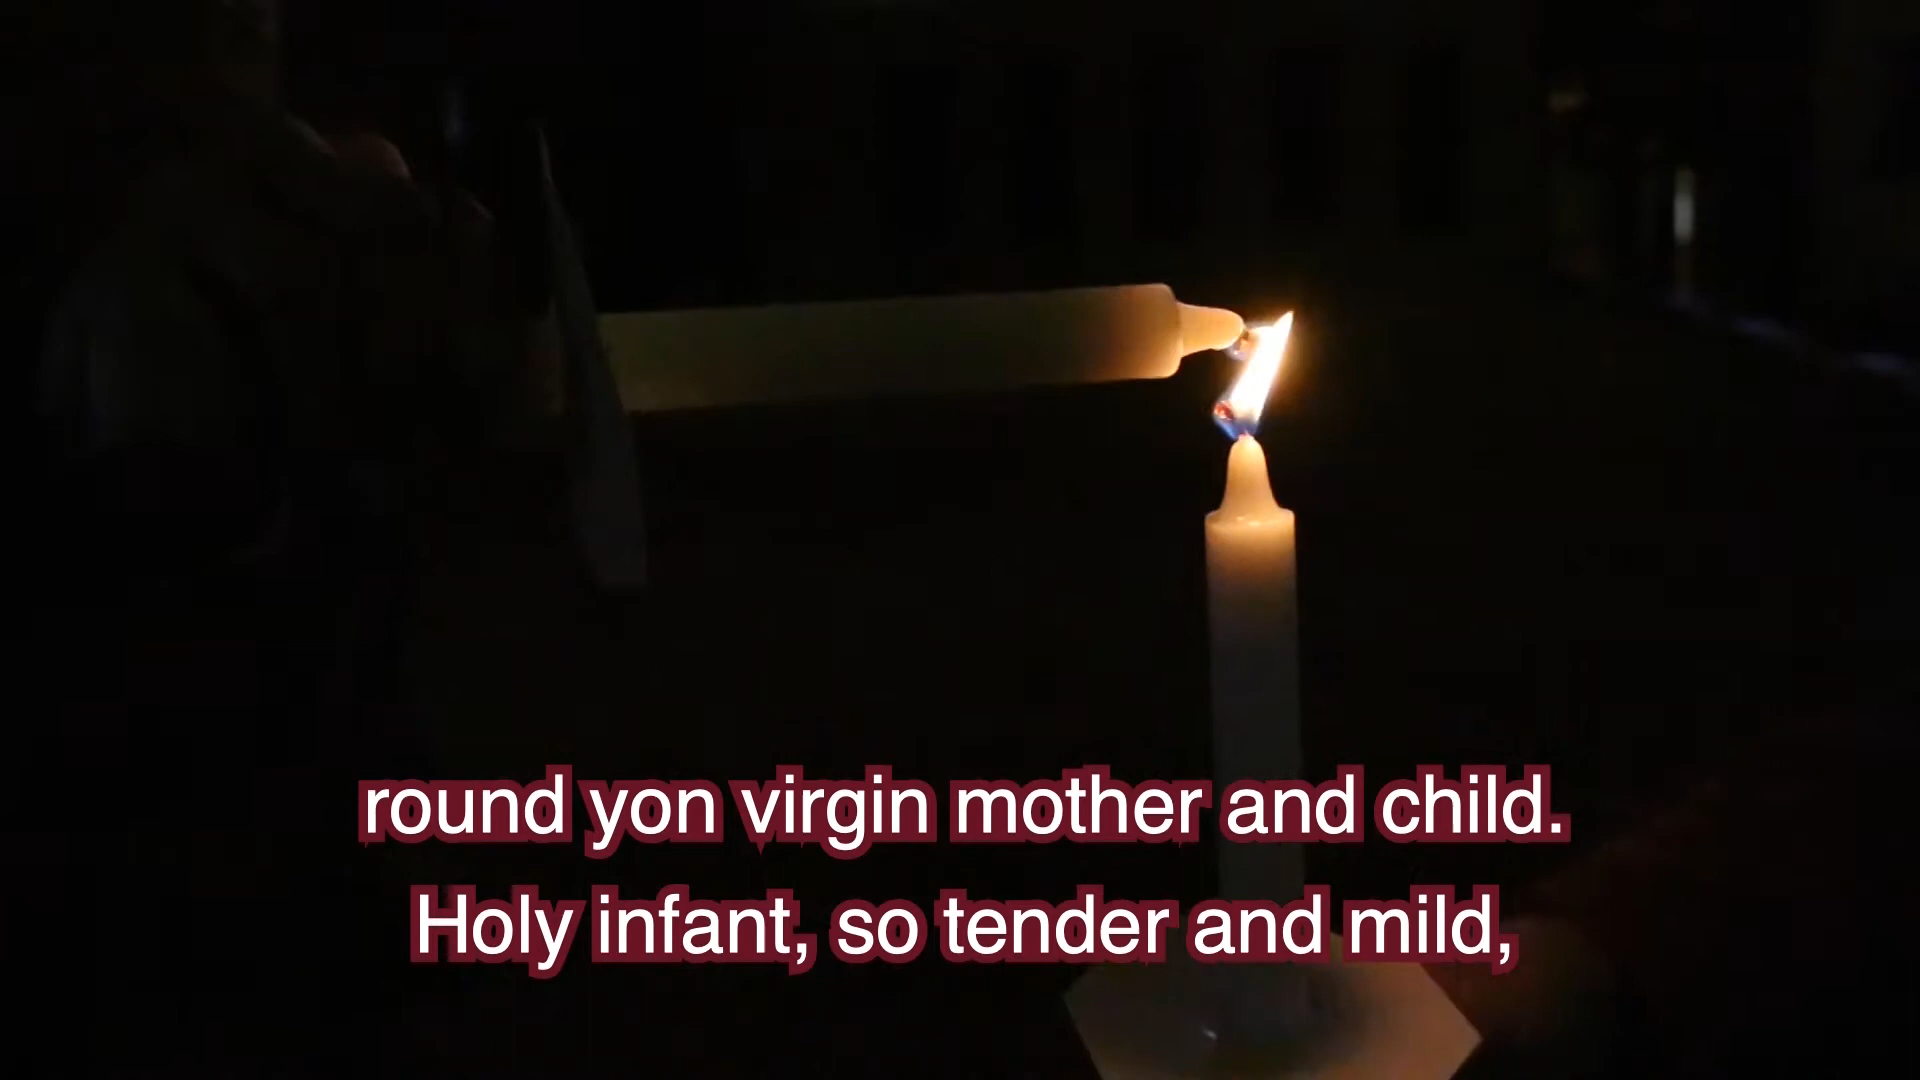 round yon virgin mother and child.
Holy infant, so tender and mild,